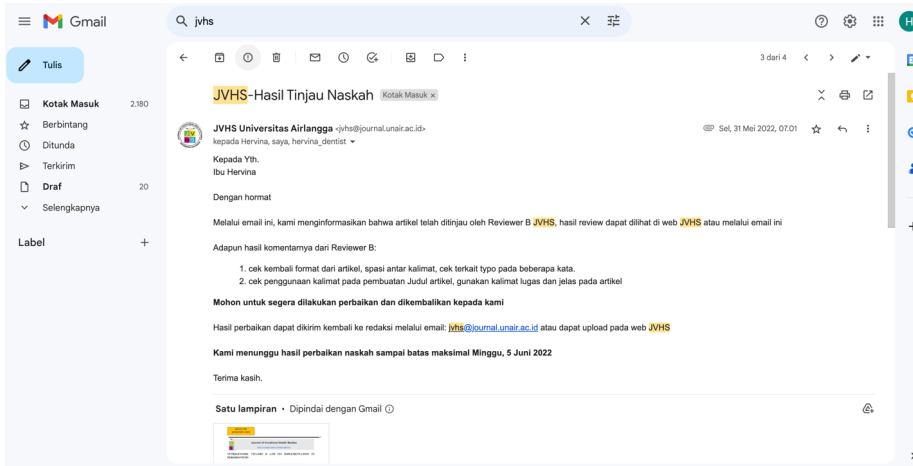 Gmail
jvhs
Tulis
3 dari 4
Kotak Masuk 2.180
Berbintang
Ditunda
Terkirim
Draf 20
Selengkapnya
Label
JVHS-Hasil Tinjau Naskah Kotak Masuk ×
JVHS Universitas Airlangga <jvhs@journal.unair.ac.id> Sel, 31 Mei 2022, 07.01
kepada Hervina, saya, hervina_dentist
Kepada Yth.
Ibu Hervina
Dengan hormat
Melalui email ini, kami menginformasikan bahwa artikel telah ditinjau oleh Reviewer B JVHS, hasil review dapat dilihat di web JVHS atau melalui email ini
Adapun hasil komentarnya dari Reviewer B:
1. cek kembali format dari artikel, spasi antar kalimat, cek terkait typo pada beberapa kata.
2. cek penggunaan kalimat pada pembuatan Judul artikel, gunakan kalimat lugas dan jelas pada artikel
Mohon untuk segera dilakukan perbaikan dan dikembalikan kepada kami
Hasil perbaikan dapat dikirim kembali ke redaksi melalui email: jvhs@journal.unair.ac.id atau dapat upload pada web JVHS
Kami menunggu hasil perbaikan naskah sampai batas maksimal Minggu, 5 Juni 2022
Terima kasih.
Satu lampiran • Dipindai dengan Gmail